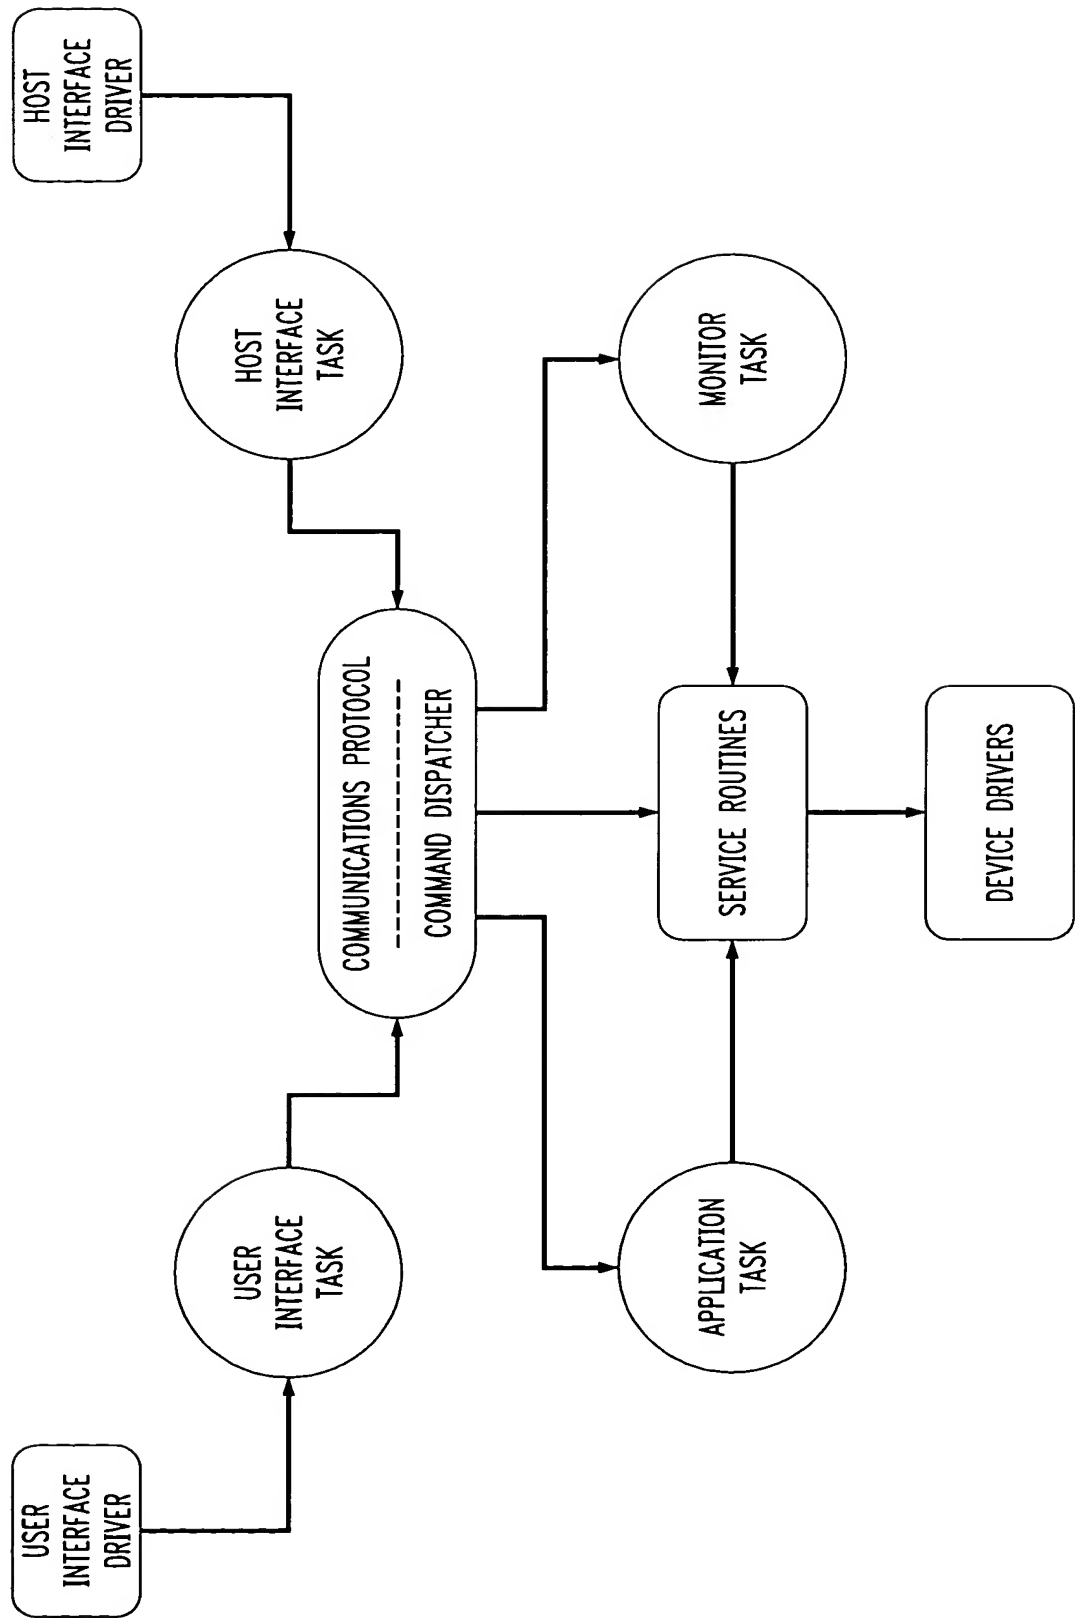 USER
INTERFACE
DRIVER
HOST
INTERFACE
DRIVER
USER
INTERFACE
TASK
HOST
INTERFACE
TASK
COMMUNICATIONS PROTOCOL
COMMAND DISPATCHER
APPLICATION
TASK
SERVICE ROUTINES
MONITOR
TASK
DEVICE DRIVERS